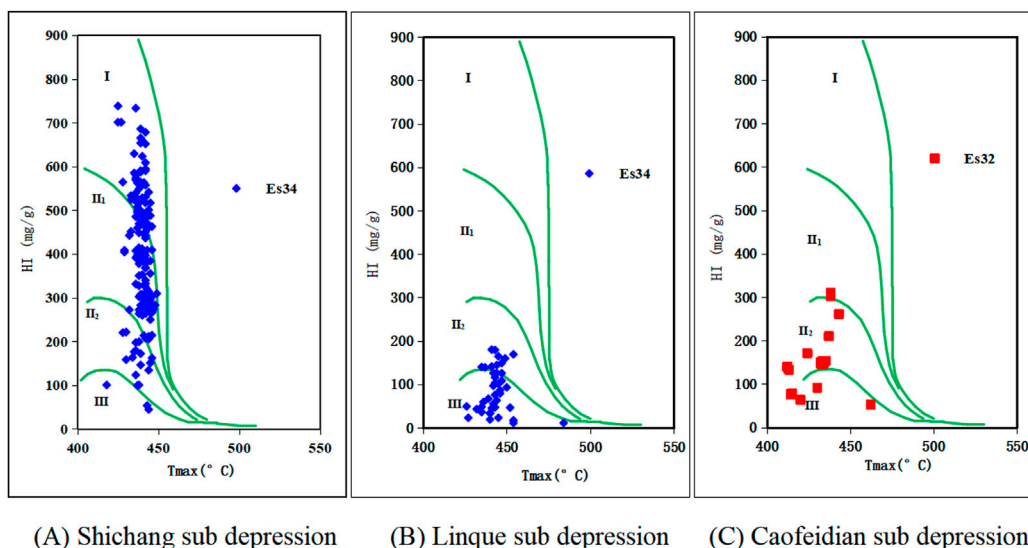 900
800
700
600
500
400
300
200
100
0
HI (mg/g)
I
II₁
II₂
III
Es34
400
450
500
550
Tmax(° C)
(A) Shichang sub depression
900
800
700
600
500
400
300
200
100
0
HI (mg/g)
I
II₁
II₂
III
Es34
400
450
500
550
Tmax(° C)
(B) Linque sub depression
900
800
700
600
500
400
300
200
100
0
HI (mg/g)
I
II₁
II₂
III
Es32
400
450
500
550
Tmax(° C)
(C) Caofeidian sub depression